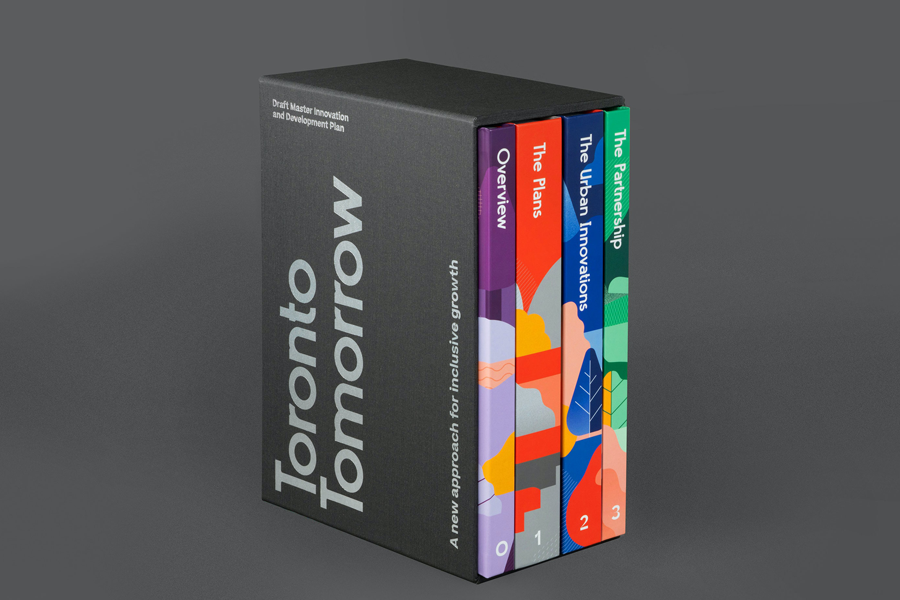 Draft Master Innovation
and Development Plan
Toronto
Tomorrow
A new approach for inclusive growth
Overview
0
The Plans
1
The Urban Innovations
2
The Partnership
3